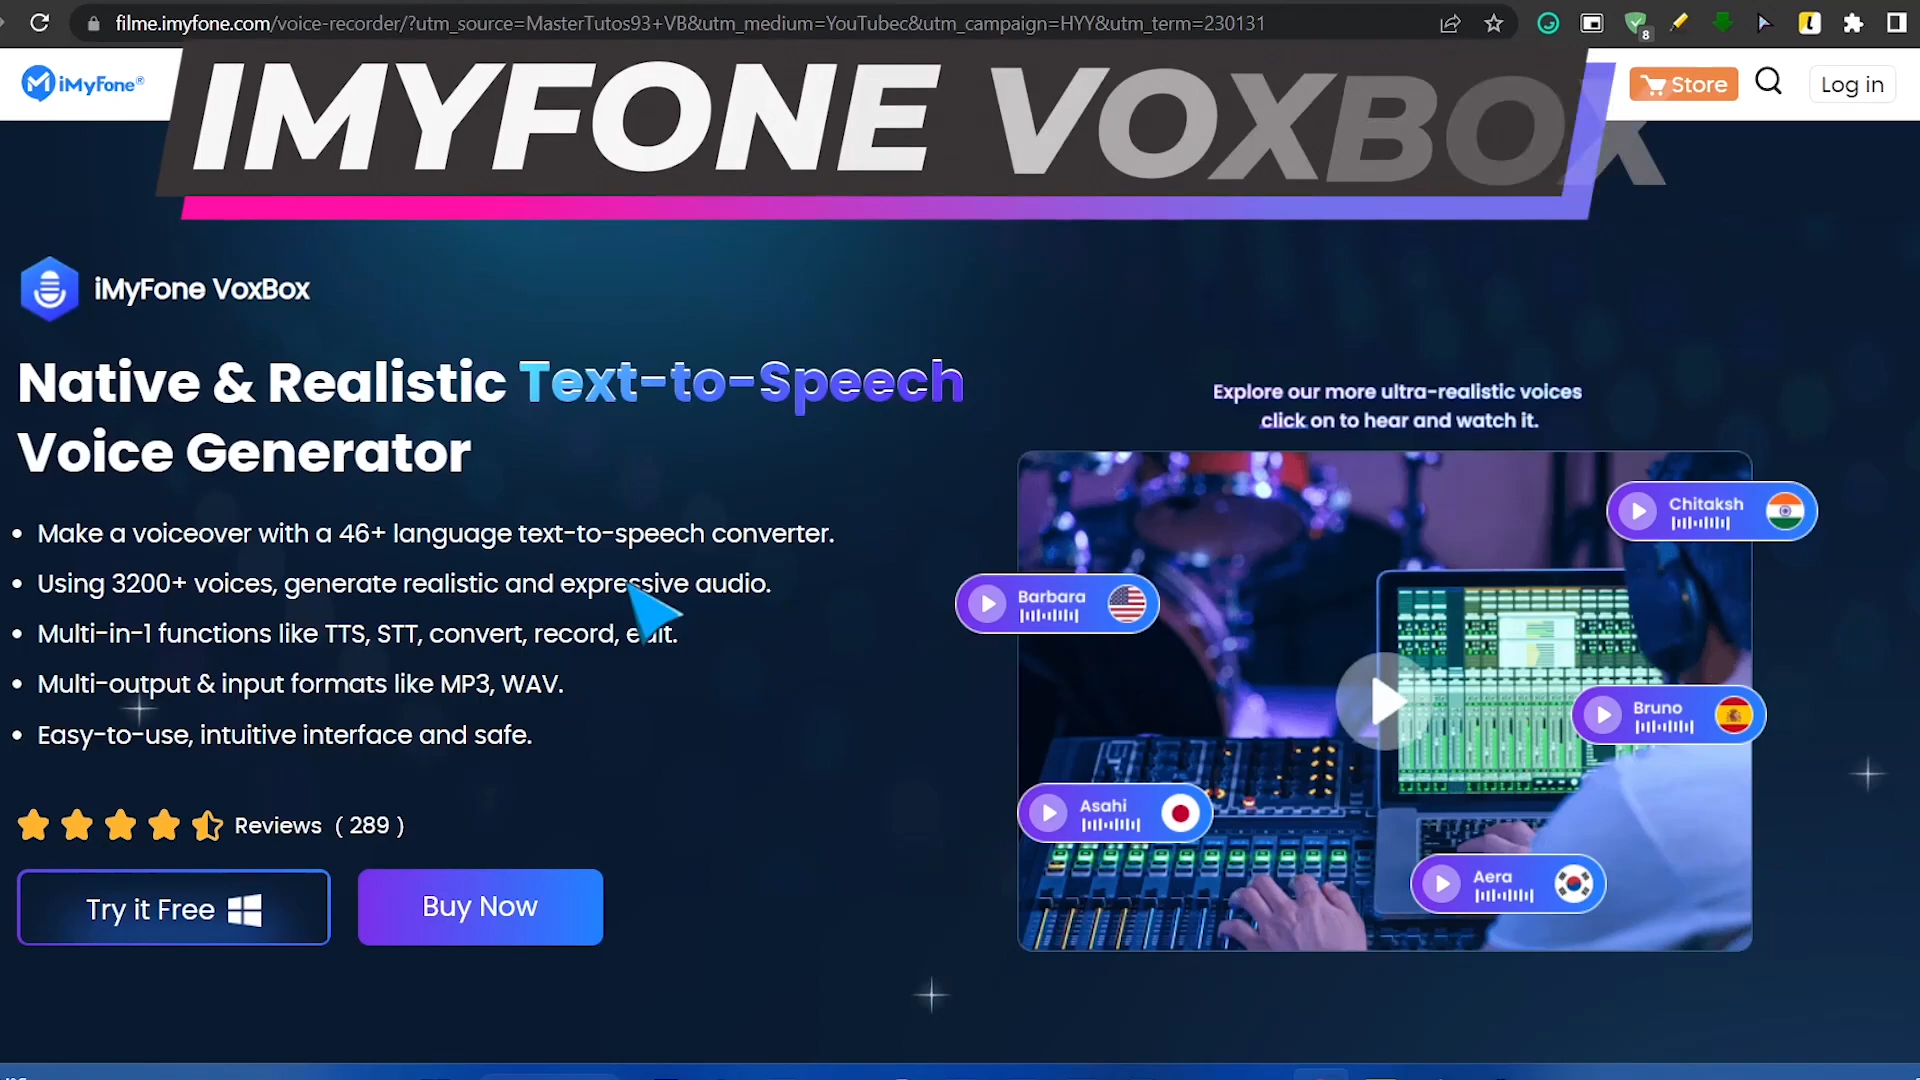 filme.imyfone.com/voice-recorder/?utm_source=MasterTutos93+VB&utm_medium=YouTubec&utm_campaign=HYY&utm_term=230131
8
iMyFone®
IMYFONE VOXBOX
Store
Log in
iMyFone VoxBox
Native & Realistic Text-to-Speech
Voice Generator
• Make a voiceover with a 46+ language text-to-speech converter.
• Using 3200+ voices, generate realistic and expressive audio.
• Multi-in-1 functions like TTS, STT, convert, record, edit.
• Multi-output & input formats like MP3, WAV.
• Easy-to-use, intuitive interface and safe.
Reviews ( 289 )
Try it Free
Buy Now
Explore our more ultra-realistic voices
click on to hear and watch it.
Chitaksh
Barbara
Bruno
Asahi
Aera